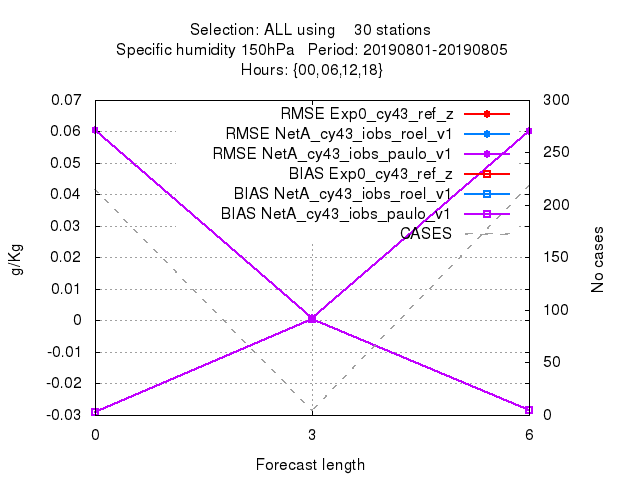 Selection: ALL using    30 stations
Specific humidity 150hPa   Period: 20190801-20190805
Hours: {00,06,12,18}
0.07
0.06
0.05
0.04
0.03
0.02
0.01
0
-0.01
-0.02
-0.03
g/Kg
RMSE Exp0_cy43_ref_z
RMSE NetA_cy43_iobs_roel_v1
RMSE NetA_cy43_iobs_paulo_v1
BIAS Exp0_cy43_ref_z
BIAS NetA_cy43_iobs_roel_v1
BIAS NetA_cy43_iobs_paulo_v1
CASES
300
250
200
150
100
50
0
No cases
0 3 6
Forecast length